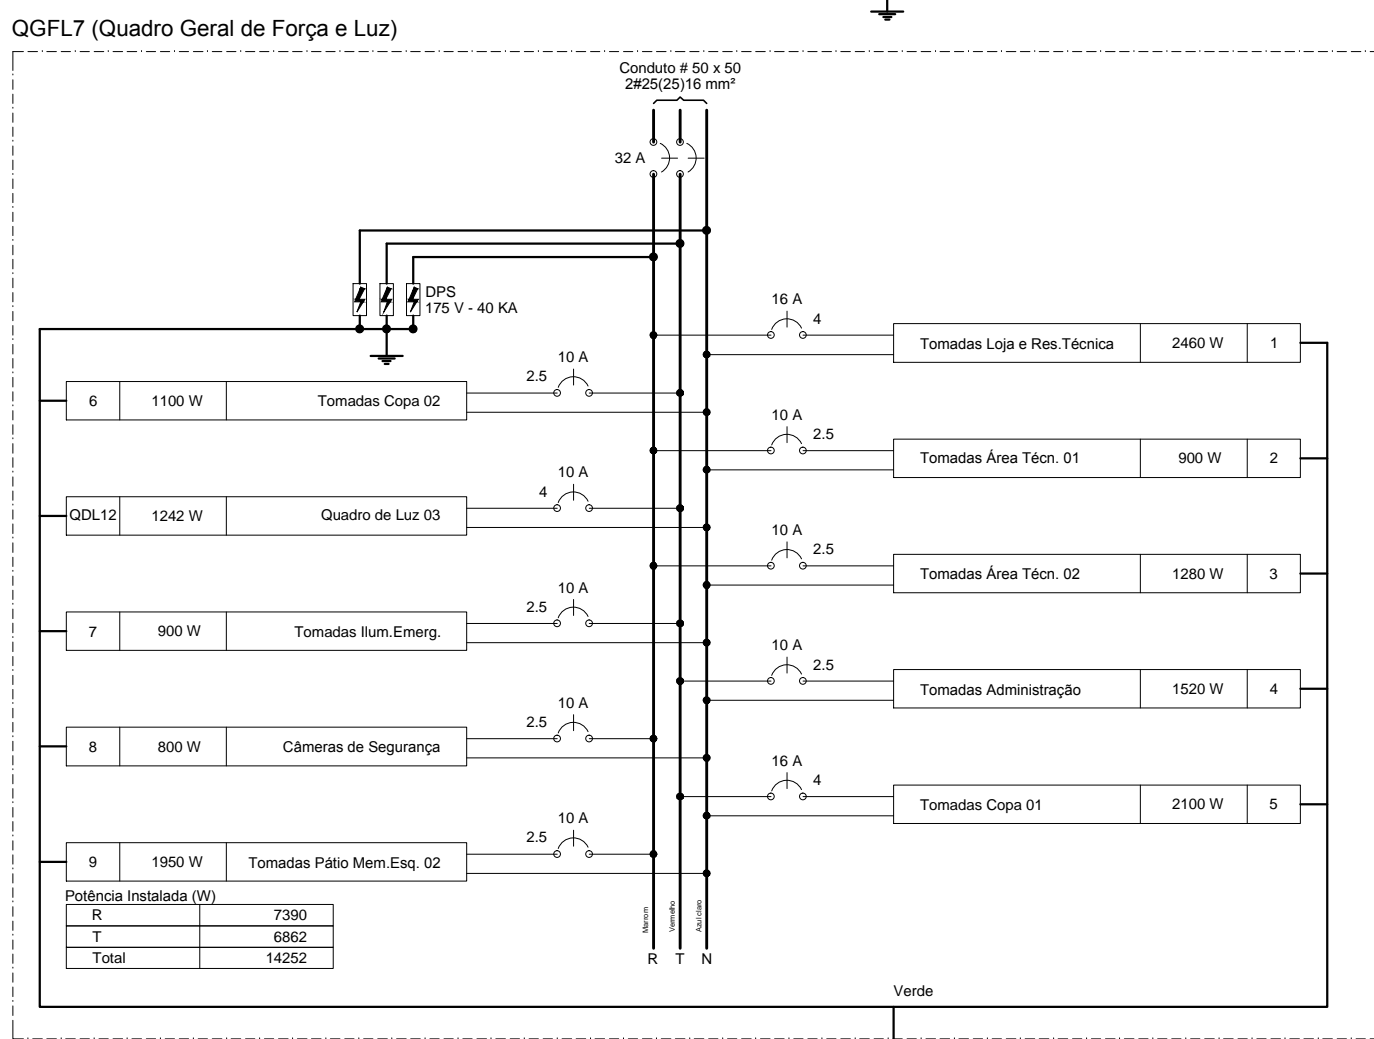 QGFL7 (Quadro Geral de Força e Luz)
Conduto # 50 x 50
2#25(25)16 mm²
32 A
DPS
175 V - 40 KA
16 A
4
Tomadas Loja e Res.Técnica 2460 W 1
10 A
2.5
6 1100 W Tomadas Copa 02
10 A
2.5
Tomadas Área Técn. 01 900 W 2
10 A
4
QDL12 1242 W Quadro de Luz 03
10 A
2.5
Tomadas Área Técn. 02 1280 W 3
10 A
2.5
7 900 W Tomadas Ilum.Emerg.
10 A
2.5
Tomadas Administração 1520 W 4
10 A
2.5
8 800 W Câmeras de Segurança
16 A
4
Tomadas Copa 01 2100 W 5
10 A
2.5
9 1950 W Tomadas Pátio Mem.Esq. 02
Potência Instalada (W)
R 7390
T 6862
Total 14252
Marrom
Vermelho
Azul claro
R T N
Verde